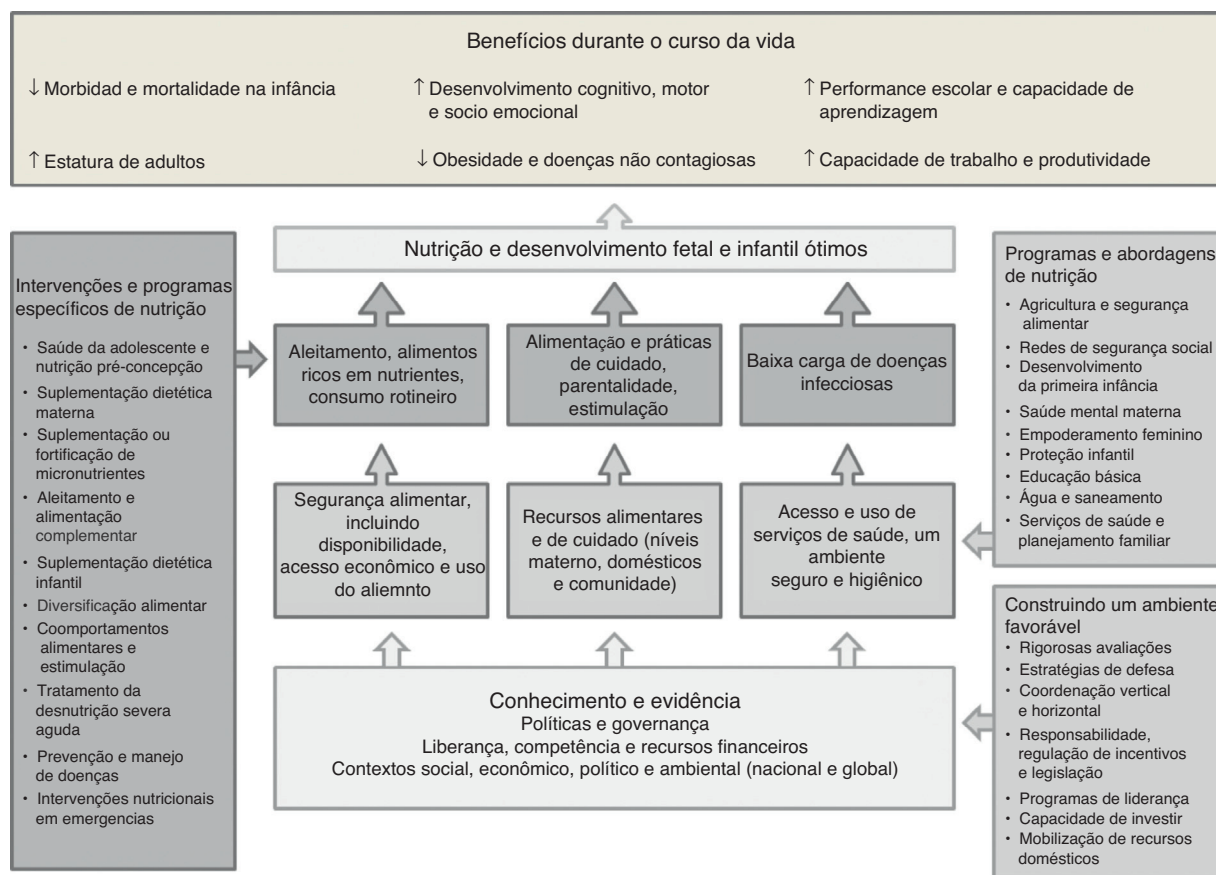 Benefícios durante o curso da vida
↓ Morbidad e mortalidade na infância
↑ Desenvolvimento cognitivo, motor
e socio emocional
↑ Performance escolar e capacidade de
aprendizagem
↑ Estatura de adultos
↓ Obesidade e doenças não contagiosas
↑ Capacidade de trabalho e produtividade
Nutrição e desenvolvimento fetal e infantil ótimos
Intervenções e programas
específicos de nutrição
• Saúde da adolescente e
nutrição pré-concepção
• Suplementação dietética
materna
• Suplementação ou
fortificação de
micronutrientes
• Aleitamento e
alimentação
complementar
• Suplementação dietética
infantil
• Diversificação alimentar
• Coomportamentos
alimentares e
estimulação
• Tratamento da
desnutrição severa
aguda
• Prevenção e manejo
de doenças
• Intervenções nutricionais
em emergencias
Aleitamento, alimentos
ricos em nutrientes,
consumo rotineiro
Alimentação e práticas
de cuidado,
parentalidade,
estimulação
Baixa carga de doenças
infecciosas
Segurança alimentar,
incluindo
disponibilidade,
acesso econômico e uso
do aliemnto
Recursos alimentares
e de cuidado (níveis
materno, domésticos
e comunidade)
Acesso e uso de
serviços de saúde, um
ambiente
seguro e higiênico
Conhecimento e evidência
Políticas e governança
Liberança, competência e recursos financeiros
Contextos social, econômico, político e ambiental (nacional e global)
Programas e abordagens
de nutrição
• Agricultura e segurança
alimentar
• Redes de segurança social
• Desenvolvimento
da primeira infância
• Saúde mental materna
• Empoderamento feminino
• Proteção infantil
• Educação básica
• Água e saneamento
• Serviços de saúde e
planejamento familiar
Construindo um ambiente
favorável
• Rigorosas avaliações
• Estratégias de defesa
• Coordenação vertical
e horizontal
• Responsabilidade,
regulação de incentivos
e legislação
• Programas de liderança
• Capacidade de investir
• Mobilização de recursos
domésticos